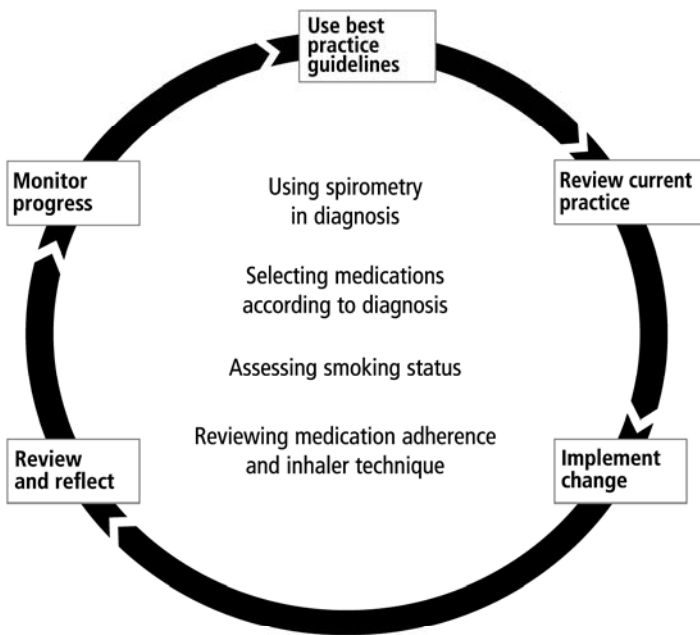 Use best
practice
guidelines
Monitor
progress
Review current
practice
Using spirometry
in diagnosis
Selecting medications
according to diagnosis
Assessing smoking status
Reviewing medication adherence
and inhaler technique
Review
and reflect
Implement
change